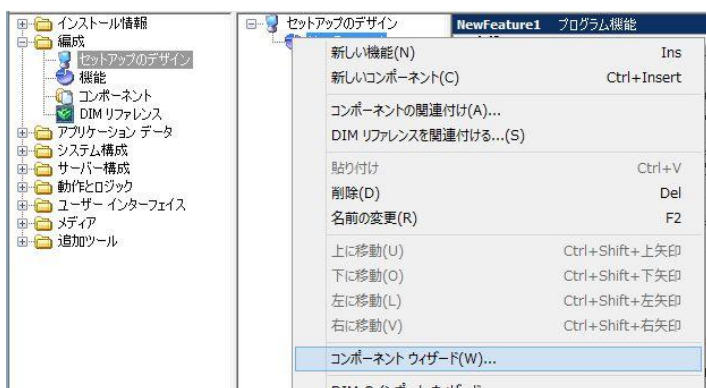 インストール情報
編成
セットアップのデザイン
機能
コンポーネント
DIM リファレンス
アプリケーション データ
システム構成
サーバー構成
動作とロジック
ユーザー インターフェイス
メディア
追加ツール
セットアップのデザイン
NewFeature1 プログラム機能
新しい機能(N) Ins
新しいコンポーネント(C) Ctrl+Insert
コンポーネントの関連付け(A)...
DIM リファレンスを関連付ける...(S)
貼り付け Ctrl+V
削除(D) Del
名前の変更(R) F2
上に移動(U) Ctrl+Shift+上矢印
下に移動(O) Ctrl+Shift+下矢印
左に移動(L) Ctrl+Shift+左矢印
右に移動(V) Ctrl+Shift+右矢印
コンポーネント ウィザード(W)...